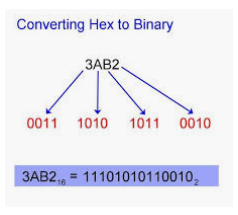 Converting Hex to Binary
3AB2
0011 1010 1011 0010
3AB2₁₆ = 11101010110010₂